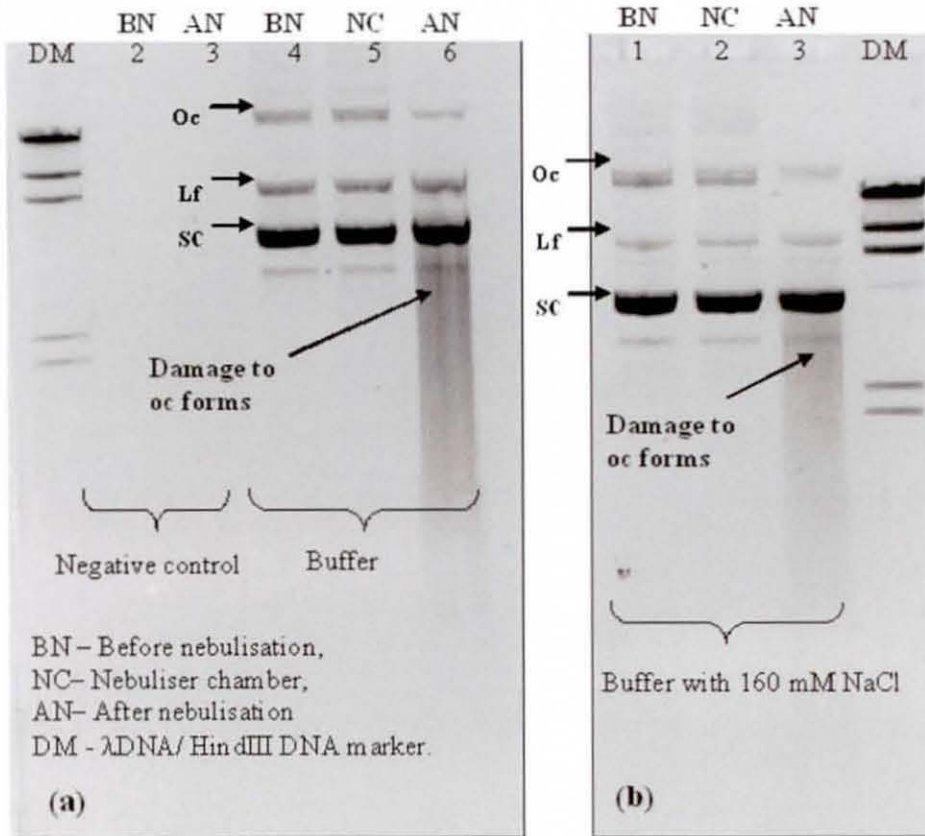 BN AN BN NC AN
DM 2 3 4 5 6
Oc
Lf
SC
Damage to
oc forms
Negative control Buffer
BN– Before nebulisation,
NC– Nebuliser chamber,
AN– After nebulisation
DM - λDNA/ HindIII DNA marker.
(a)
BN NC AN
1 2 3 DM
Oc
Lf
SC
Damage to
oc forms
Buffer with 160 mM NaCl
(b)